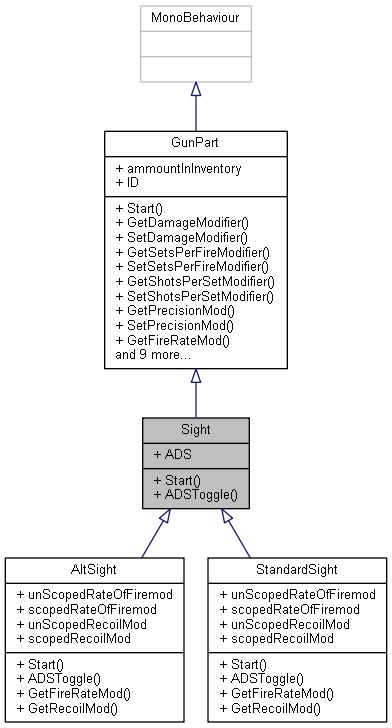 MonoBehaviour
GunPart
+ ammountInInventory
+ ID
+ Start()
+ GetDamageModifier()
+ SetDamageModifier()
+ GetSetsPerFireModifier()
+ SetSetsPerFireModifier()
+ GetShotsPerSetModifier()
+ SetShotsPerSetModifier()
+ GetPrecisionMod()
+ SetPrecisionMod()
+ GetFireRateMod()
and 9 more...
Sight
+ ADS
+ Start()
+ ADSToggle()
AltSight
+ unScopedRateOfFiremod
+ scopedRateOfFiremod
+ unScopedRecoilMod
+ scopedRecoilMod
+ Start()
+ ADSToggle()
+ GetFireRateMod()
+ GetRecoilMod()
StandardSight
+ unScopedRateOfFiremod
+ scopedRateOfFiremod
+ unScopedRecoilMod
+ scopedRecoilMod
+ Start()
+ ADSToggle()
+ GetFireRateMod()
+ GetRecoilMod()